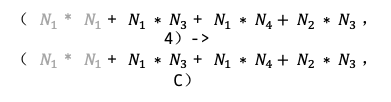 ( N₁ * N₁ + N₁ * N₃ + N₁ * N₄ + N₂ * N₃ ,
4) ->
( N₁ * N₁ + N₁ * N₃ + N₁ * N₄ + N₂ * N₃ ,
C)